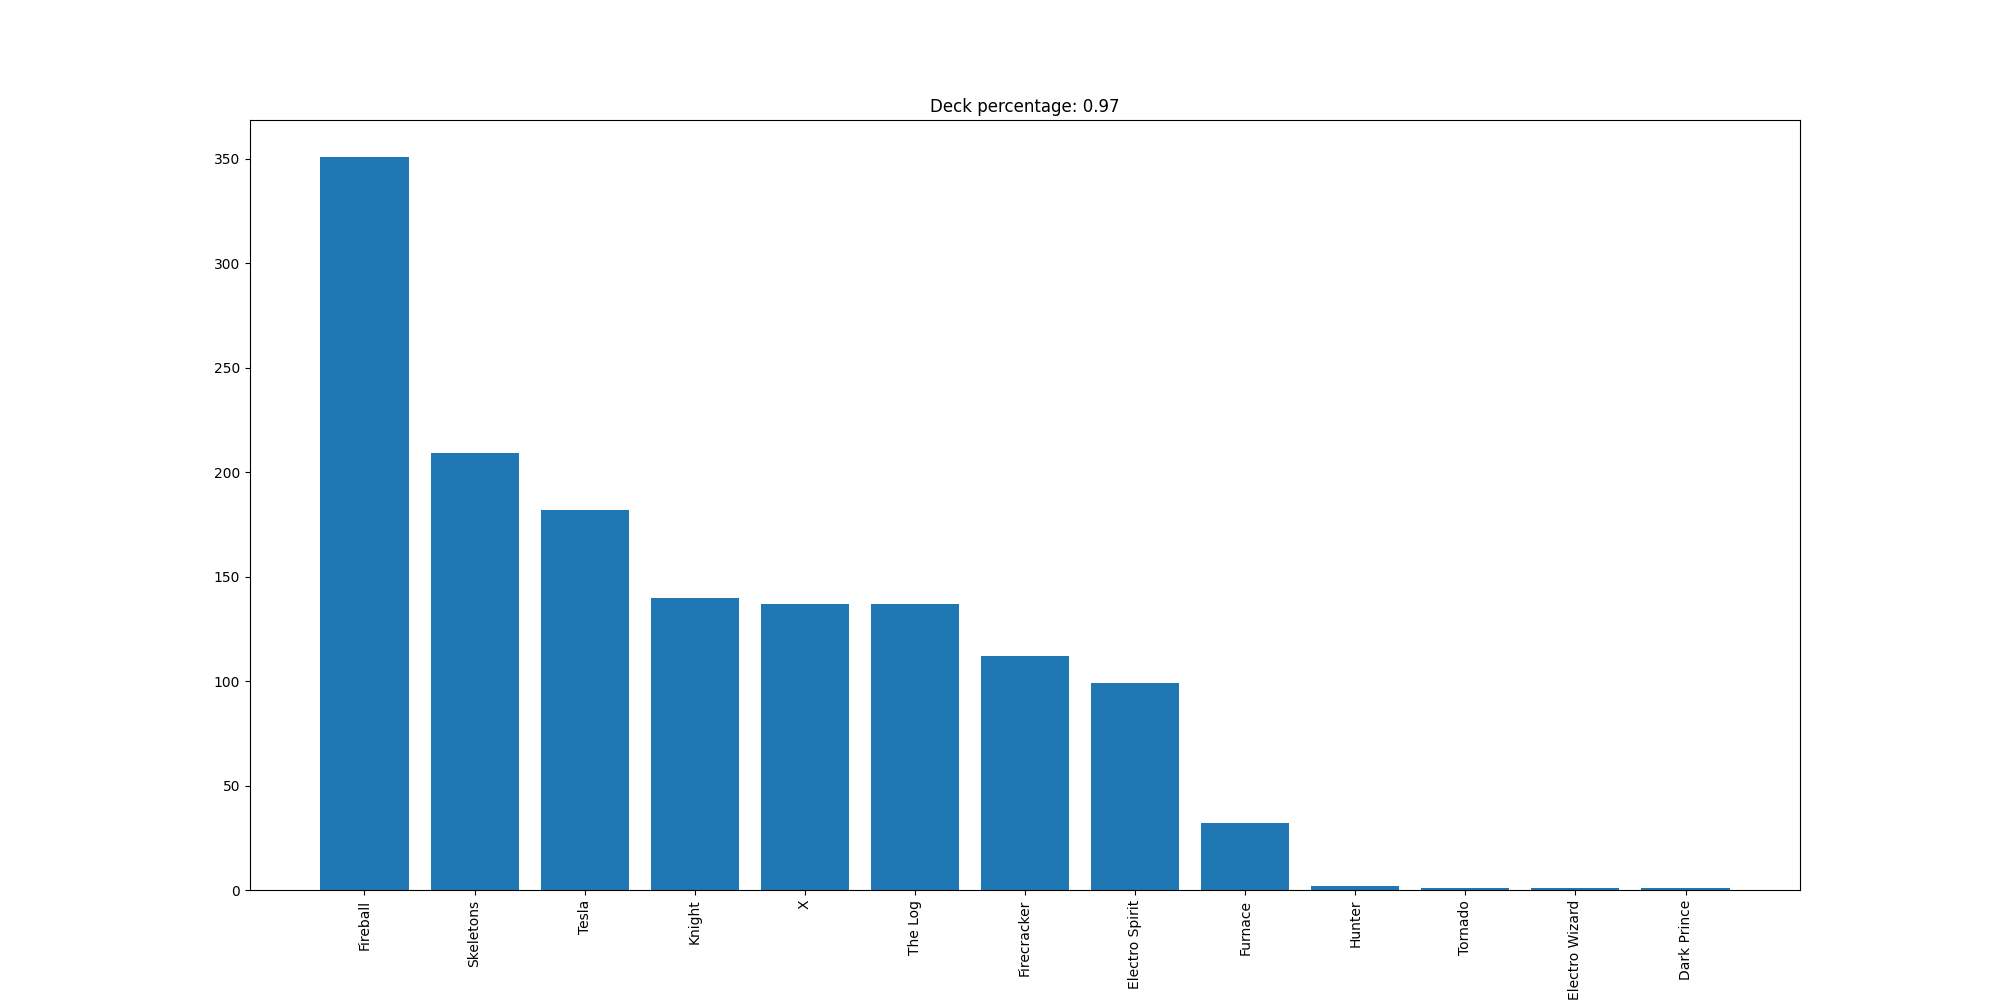 Deck percentage: 0.97
350
300
250
200
150
100
50
0
Fireball
Skeletons
Tesla
Knight
X
The Log
Firecracker
Electro Spirit
Furnace
Hunter
Tornado
Electro Wizard
Dark Prince